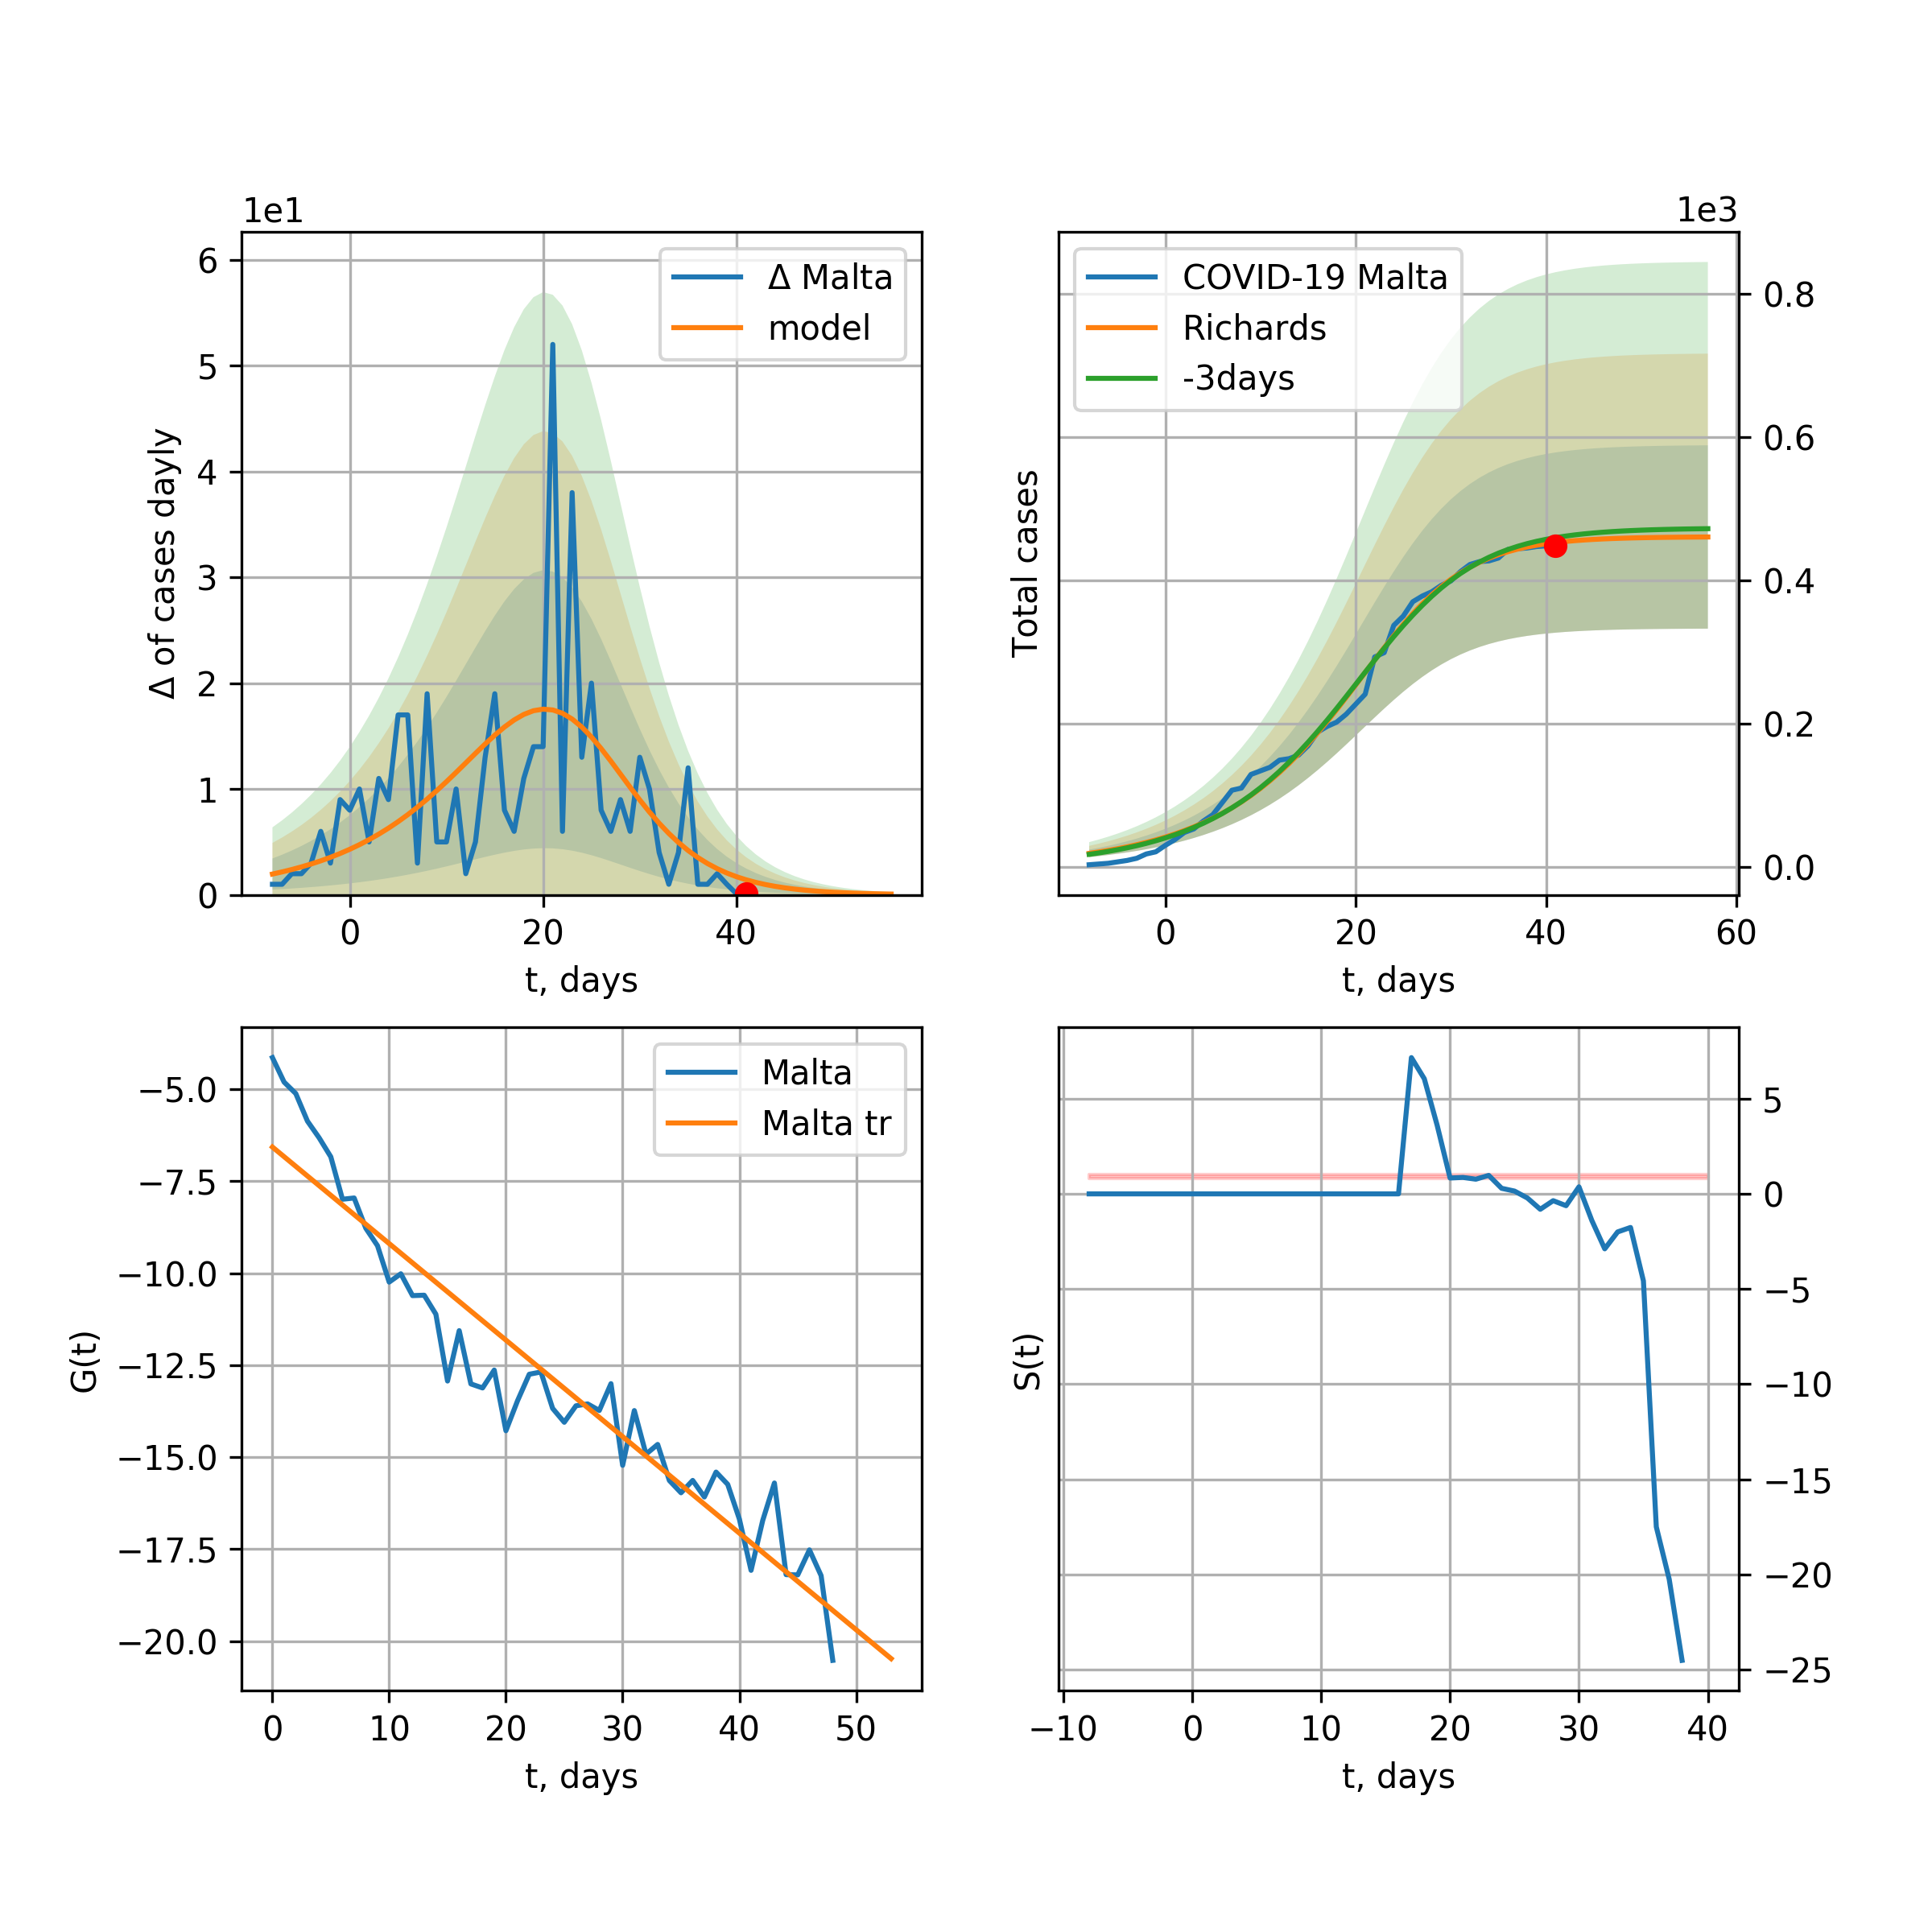 1e1
Δ Malta
model
6
5
4
3
2
1
0
Δ of cases dayly
0 20 40
t, days
1e3
COVID-19 Malta
Richards
-3days
Total cases
0.8
0.6
0.4
0.2
0.0
0 20 40 60
t, days
Malta
Malta tr
−5.0
−7.5
−10.0
−12.5
−15.0
−17.5
−20.0
G(t)
0 10 20 30 40 50
t, days
S(t)
5
0
−5
−10
−15
−20
−25
−10 0 10 20 30 40
t, days